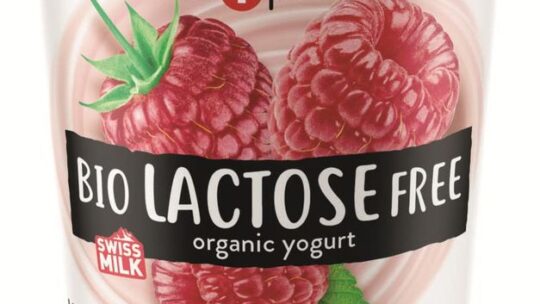 BIO LACTOSE FREE
organic yogurt
SWISS
MILK